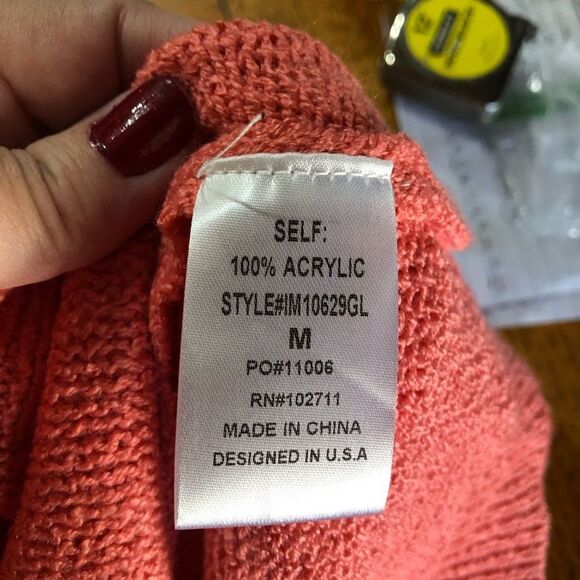 SELF:
100% ACRYLIC
STYLE#IM10629GL
M
PO#11006
RN#102711
MADE IN CHINA
DESIGNED IN U.S.A